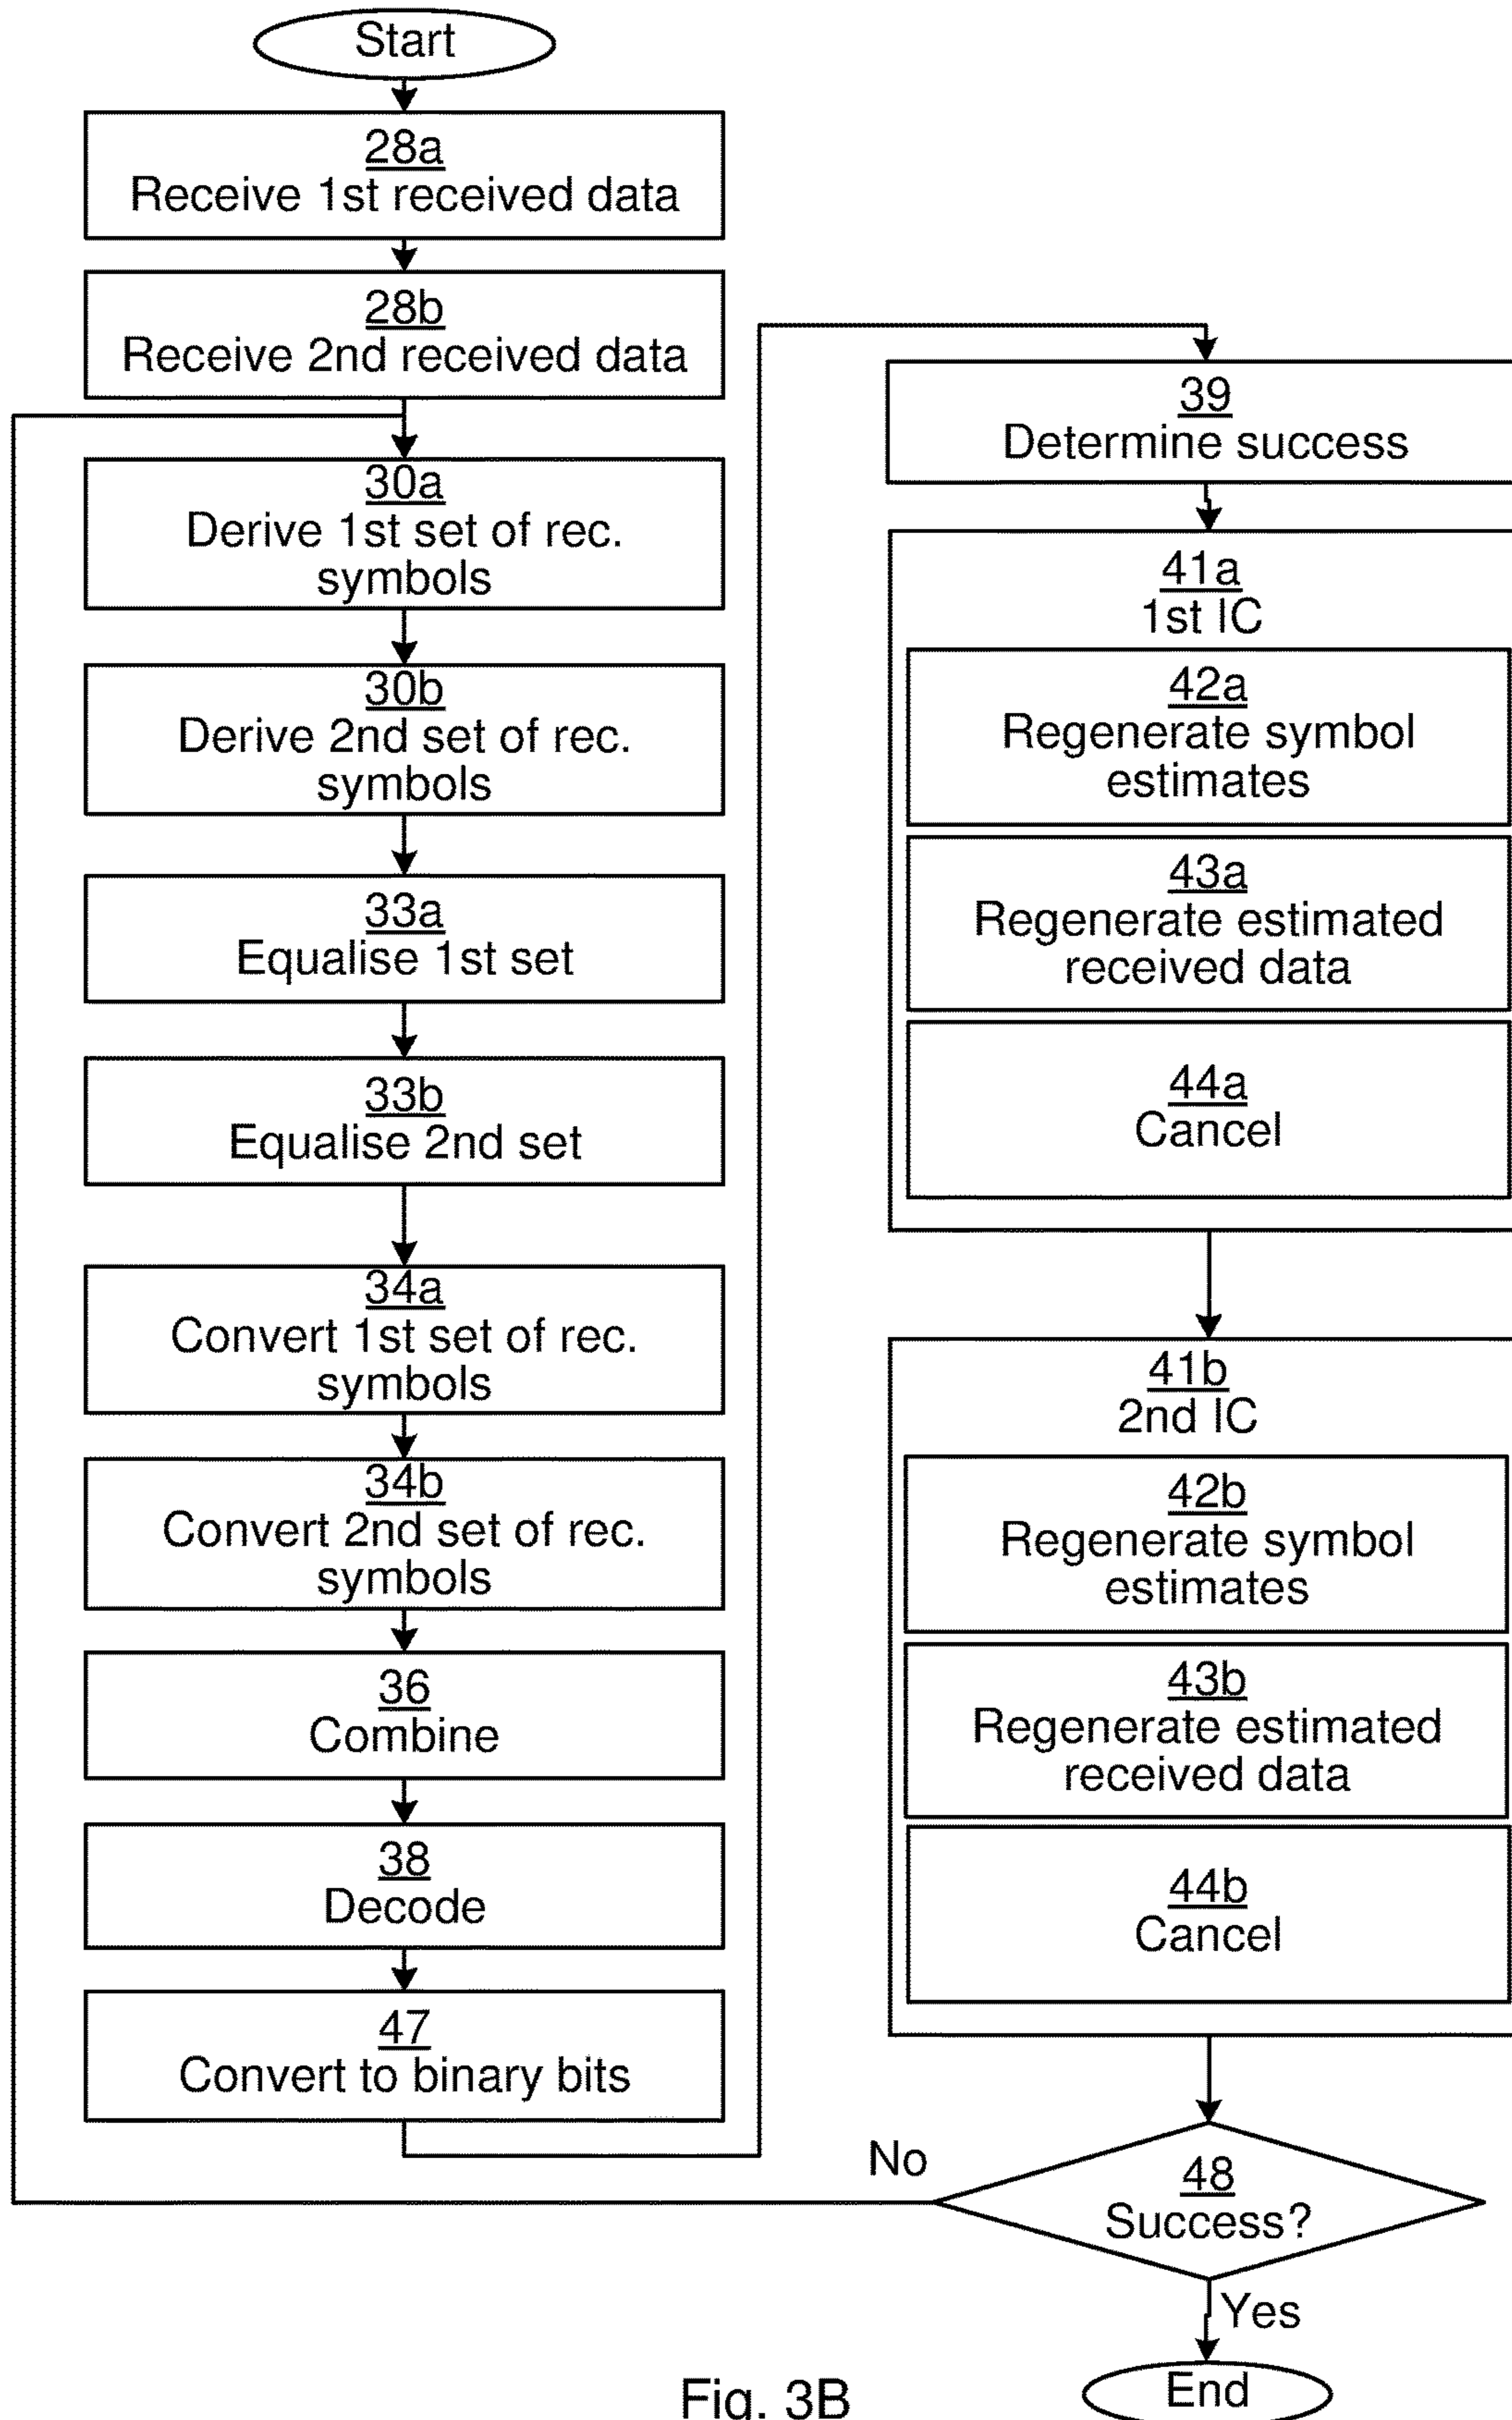 Start
28a
Receive 1st received data
28b
Receive 2nd received data
30a
Derive 1st set of rec.
symbols
30b
Derive 2nd set of rec.
symbols
33a
Equalise 1st set
33b
Equalise 2nd set
34a
Convert 1st set of rec.
symbols
34b
Convert 2nd set of rec.
symbols
36
Combine
38
Decode
47
Convert to binary bits
39
Determine success
41a
1st IC
42a
Regenerate symbol
estimates
43a
Regenerate estimated
received data
44a
Cancel
41b
2nd IC
42b
Regenerate symbol
estimates
43b
Regenerate estimated
received data
44b
Cancel
No
48
Success?
Yes
End
Fig. 3B